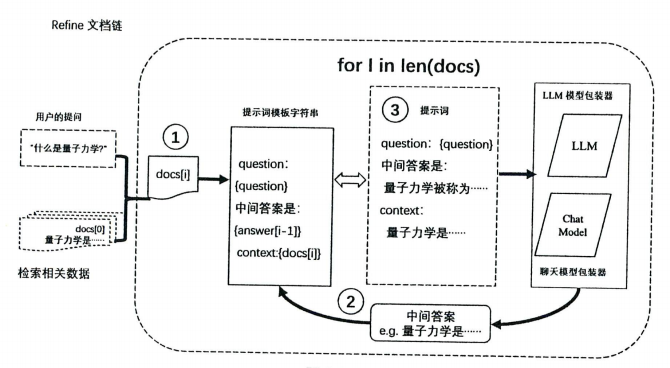 Refine 文档链
for I in len(docs)
用户的提问
“什么是量子力学?”
docs[0]
量子力学是……
检索相关数据
①
docs[i]
提示词模板字符串
question：
{question}
中间答案是：
{answer[i-1]}
context:{docs[i]}
③ 提示词
question：{question}
中间答案是：
量子力学被称为……
context：
量子力学是……
LLM 模型包装器
LLM
Chat
Model
聊天模型包装器
②
中间答案
e.g. 量子力学是……